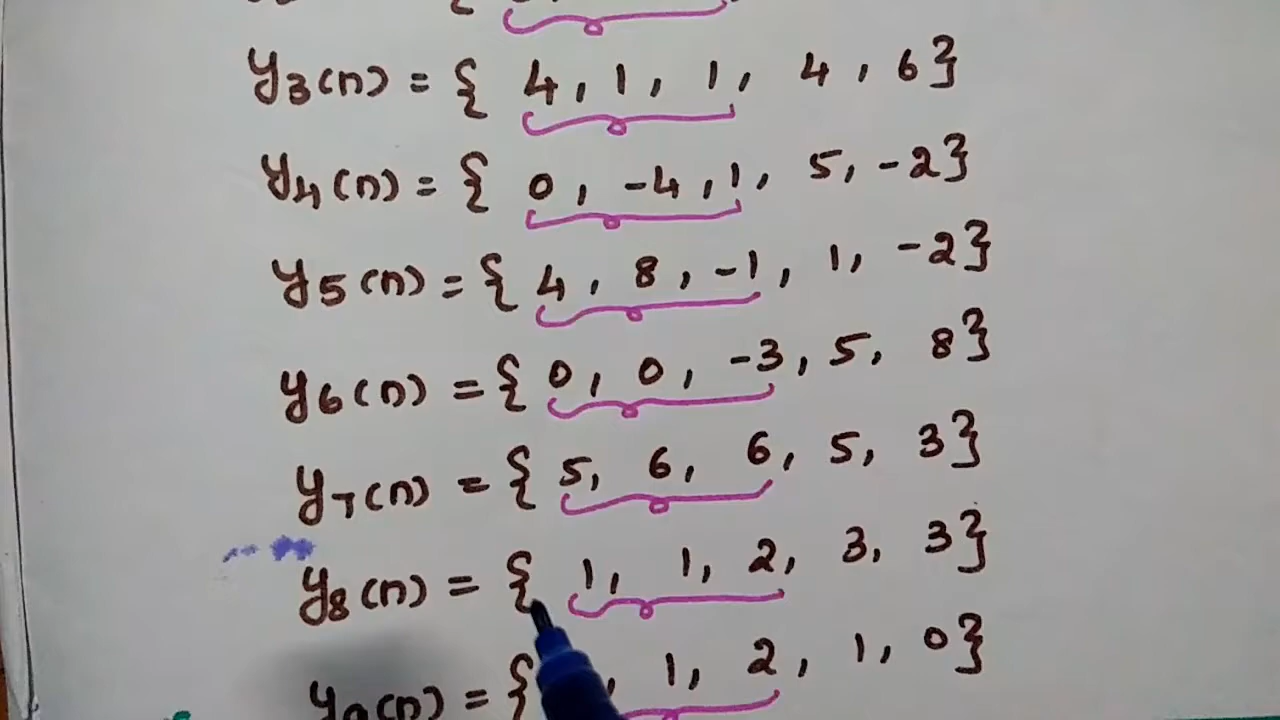 y3(n) = { 4, 1, 1, 4, 6}
y4(n) = { 0, -4, 1, 5, -2}
y5(n) = { 4, 8, -1, 1, -2}
y6(n) = { 0, 0, -3, 5, 8}
y7(n) = { 5, 6, 6, 5, 3}
y8(n) = { 1, 1, 2, 3, 3}
y9(n) = { , 1, 2, 1, 0}